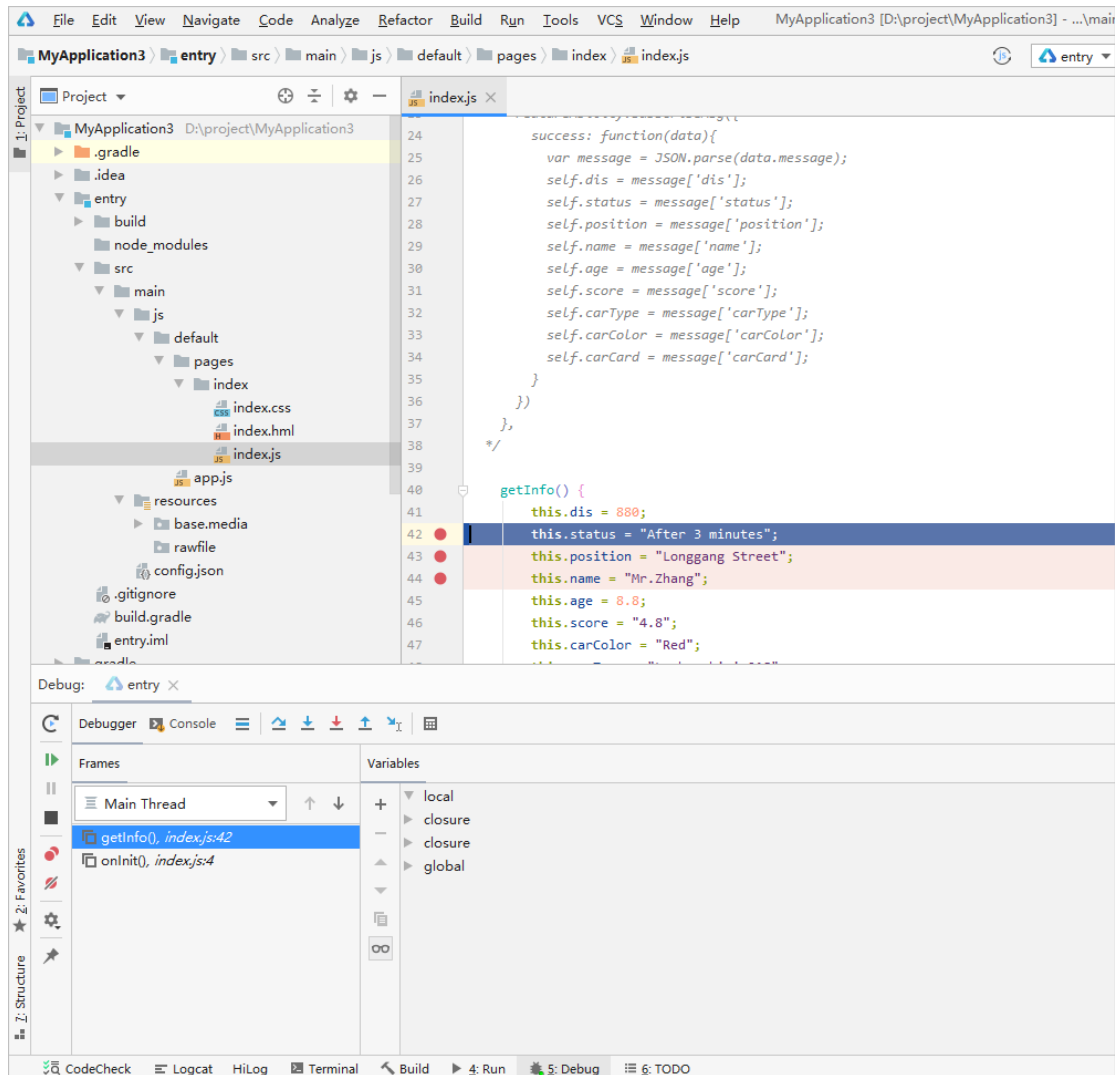 File Edit View Navigate Code Analyze Refactor Build Run Tools VCS Window Help MyApplication3 [D:\project\MyApplication3] - ...\mai
MyApplication3 entry src main js default pages index index.js entry
1: Project
Project
index.js
MyApplication3 D:\project\MyApplication3
.gradle
.idea
entry
build
node_modules
src
main
js
default
pages
index
index.css
index.hml
index.js
app.js
resources
base.media
rawfile
config.json
.gitignore
build.gradle
entry.iml
gradle
24 success: function(data){
25 var message = JSON.parse(data.message);
26 self.dis = message['dis'];
27 self.status = message['status'];
28 self.position = message['position'];
29 self.name = message['name'];
30 self.age = message['age'];
31 self.score = message['score'];
32 self.carType = message['carType'];
33 self.carColor = message['carColor'];
34 self.carCard = message['carCard'];
35 }
36 })
37 },
38 */
39
40 getInfo() {
41 this.dis = 880;
42 this.status = "After 3 minutes";
43 this.position = "Longgang Street";
44 this.name = "Mr.Zhang";
45 this.age = 8.8;
46 this.score = "4.8";
47 this.carColor = "Red";
Debug: entry
Debugger Console
Frames
Variables
Main Thread
getInfo(), index.js:42
onInit(), index.js:4
local
closure
closure
global
2: Favorites
7: Structure
CodeCheck Logcat HiLog Terminal Build 4: Run 5: Debug 6: TODO